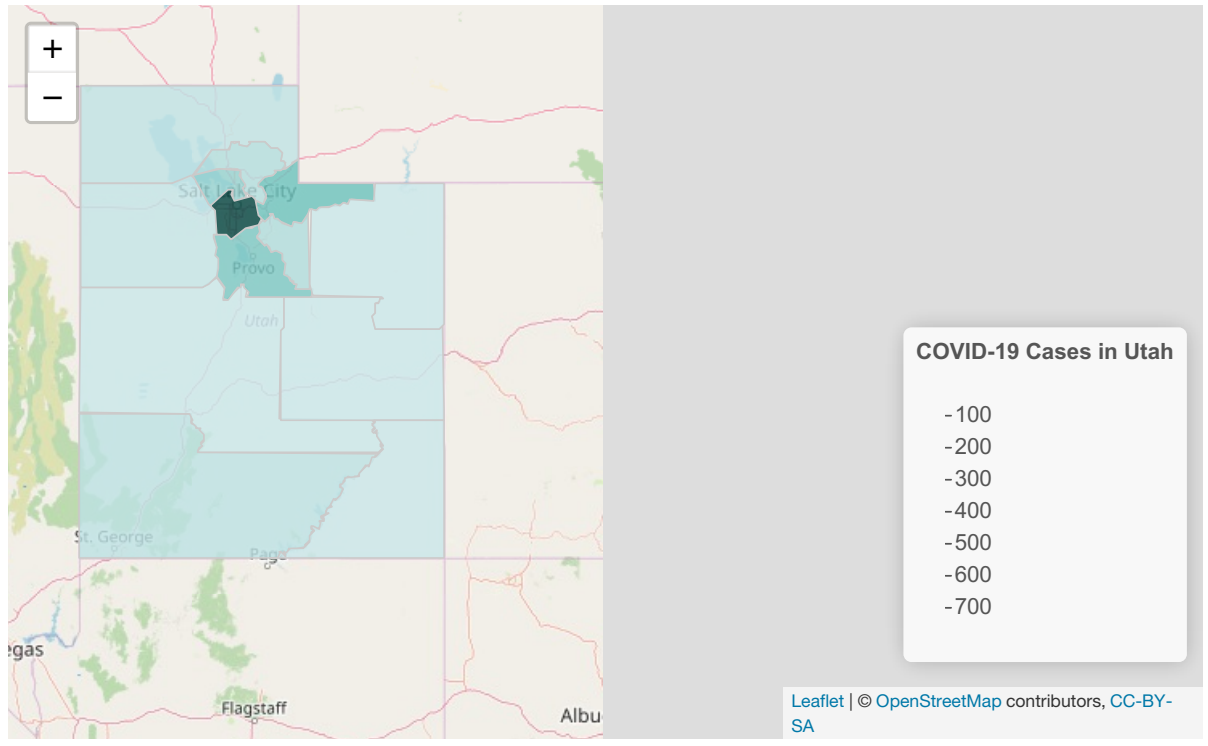 +
−
Salt Lake City
Provo
Utah
St. George
Page
egas
Flagstaff
Albu
COVID-19 Cases in Utah
-100
-200
-300
-400
-500
-600
-700
Leaflet | © OpenStreetMap contributors, CC-BY-
SA